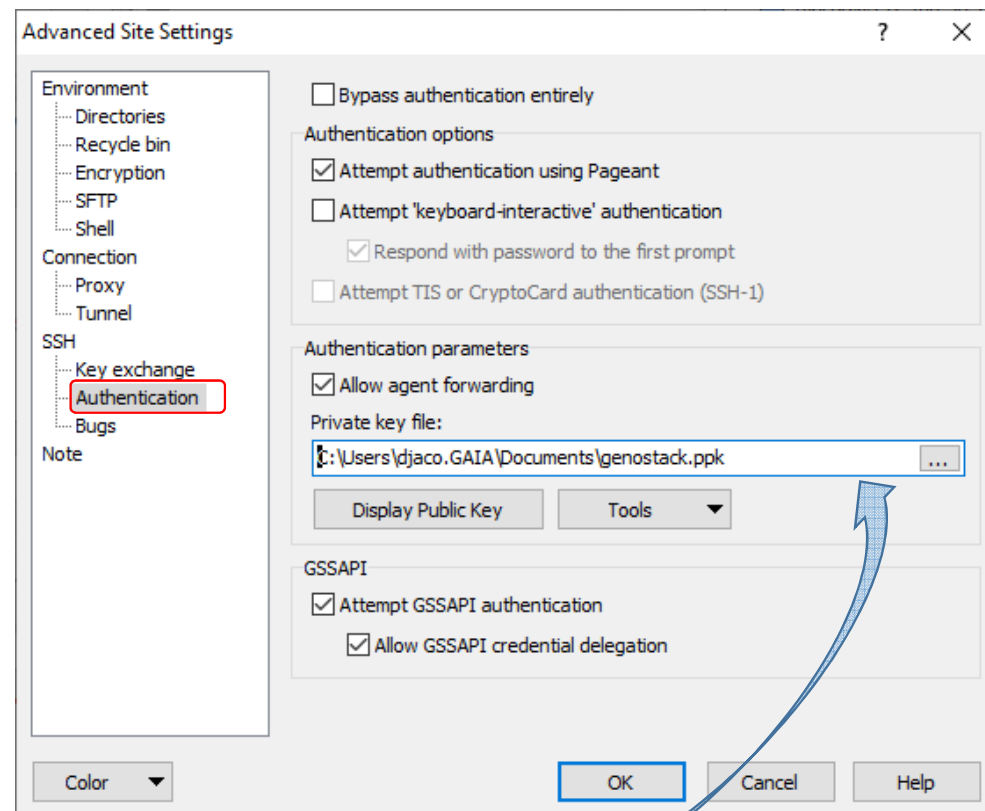 Advanced Site Settings
?
Environment
Directories
Recycle bin
Encryption
SFTP
Shell
Connection
Proxy
Tunnel
SSH
Key exchange
Authentication
Bugs
Note
Bypass authentication entirely
Authentication options
Attempt authentication using Pageant
Attempt 'keyboard-interactive' authentication
Respond with password to the first prompt
Attempt TIS or CryptoCard authentication (SSH-1)
Authentication parameters
Allow agent forwarding
Private key file:
C:\Users\djaco.GAIA\Documents\genostack.ppk
...
Display Public Key
Tools
GSSAPI
Attempt GSSAPI authentication
Allow GSSAPI credential delegation
Color
OK
Cancel
Help